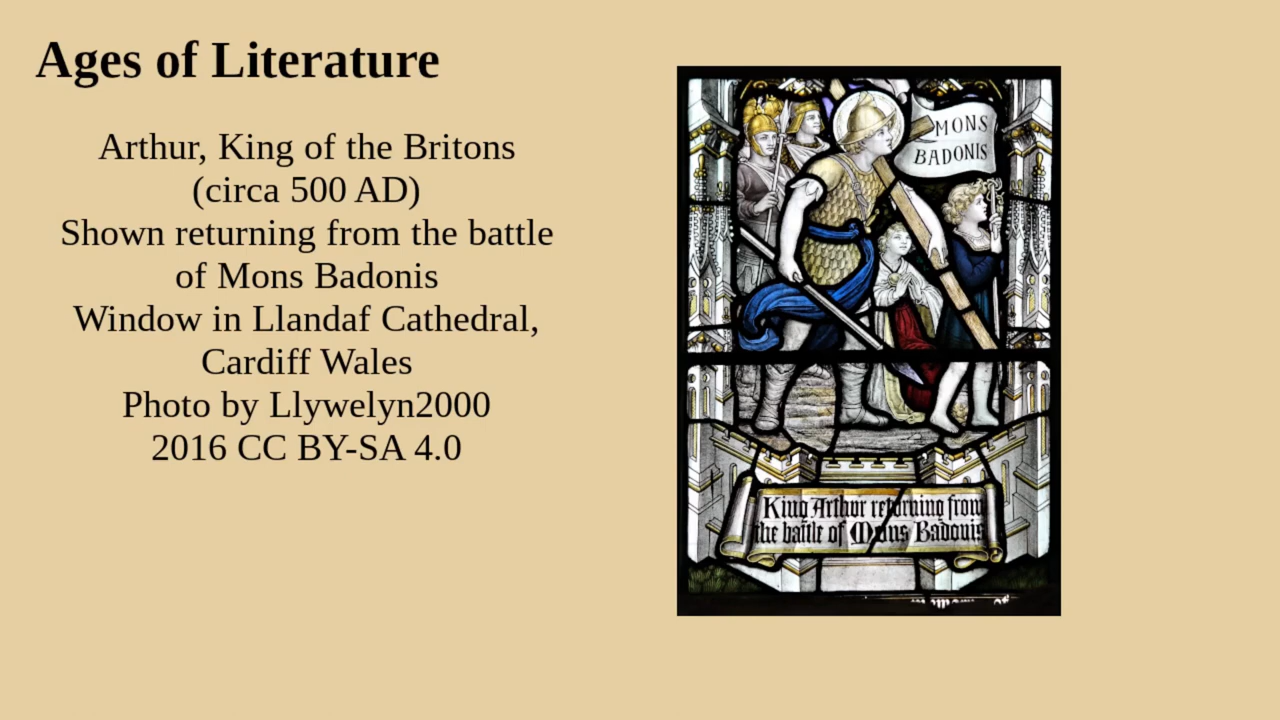 Ages of Literature
Arthur, King of the Britons
(circa 500 AD)
Shown returning from the battle
of Mons Badonis
Window in Llandaf Cathedral,
Cardiff Wales
Photo by Llywelyn2000
2016 CC BY-SA 4.0
MONS
BADONIS
King Arthur returning from
the battle of Mons Badonis